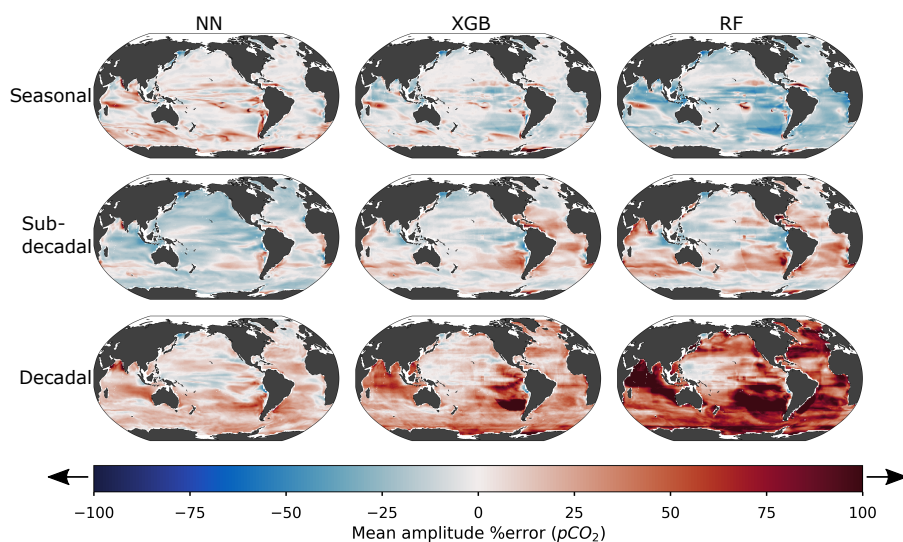 NN XGB RF
Seasonal
Sub-
decadal
Decadal
−100 −75 −50 −25 0 25 50 75 100
Mean amplitude %error (pCO₂)